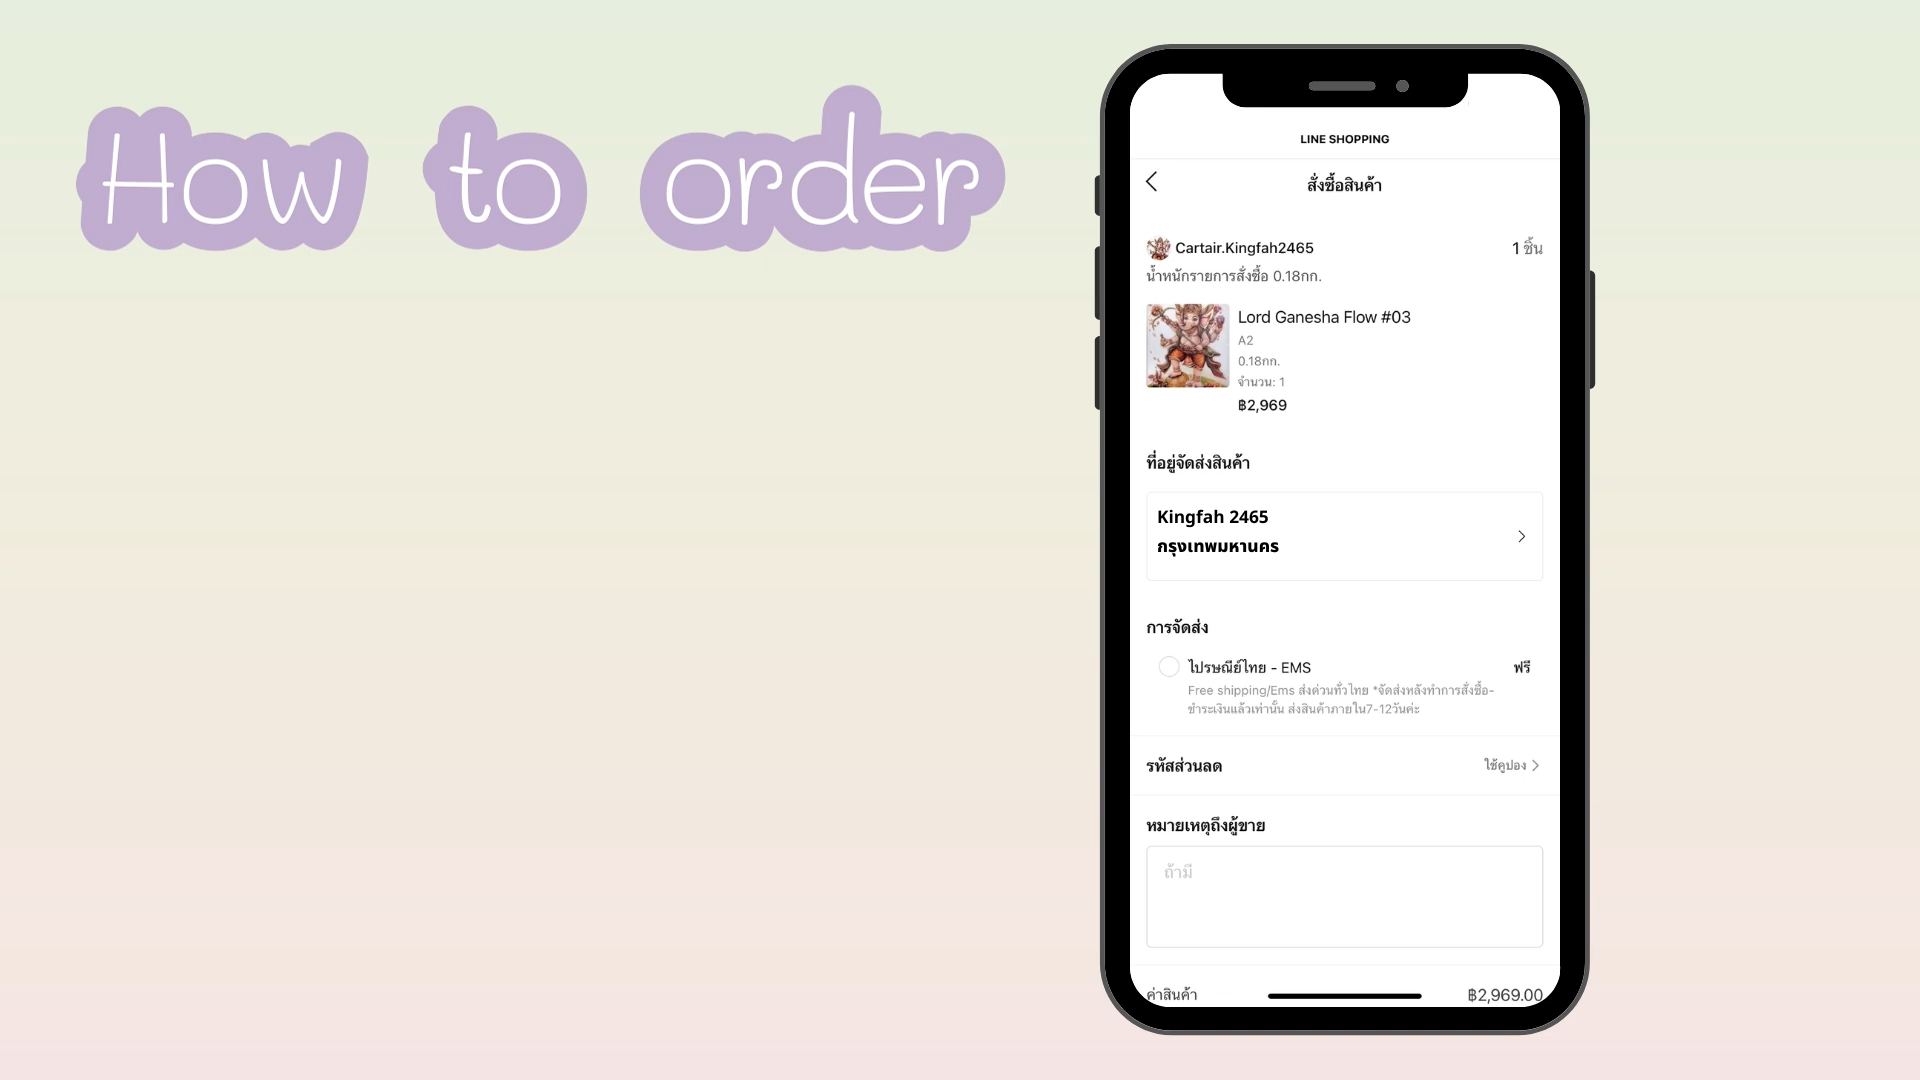 How to order
LINE SHOPPING
สั่งซื้อสินค้า
Cartair.Kingfah2465
1 ชิ้น
น้ำหนักรายการสั่งซื้อ 0.18กก.
Lord Ganesha Flow #03
A2
0.18กก.
จำนวน: 1
฿2,969
ที่อยู่จัดส่งสินค้า
Kingfah 2465
กรุงเทพมหานคร
การจัดส่ง
ไปรษณีย์ไทย - EMS
ฟรี
Free shipping/Ems ส่งด่วนทั่วไทย *จัดส่งหลังทำการสั่งซื้อ-
ชำระเงินแล้วเท่านั้น ส่งสินค้าภายใน7-12วันค่ะ
รหัสส่วนลด
ใช้คูปอง
หมายเหตุถึงผู้ขาย
ถ้ามี
ค่าสินค้า
฿2,969.00